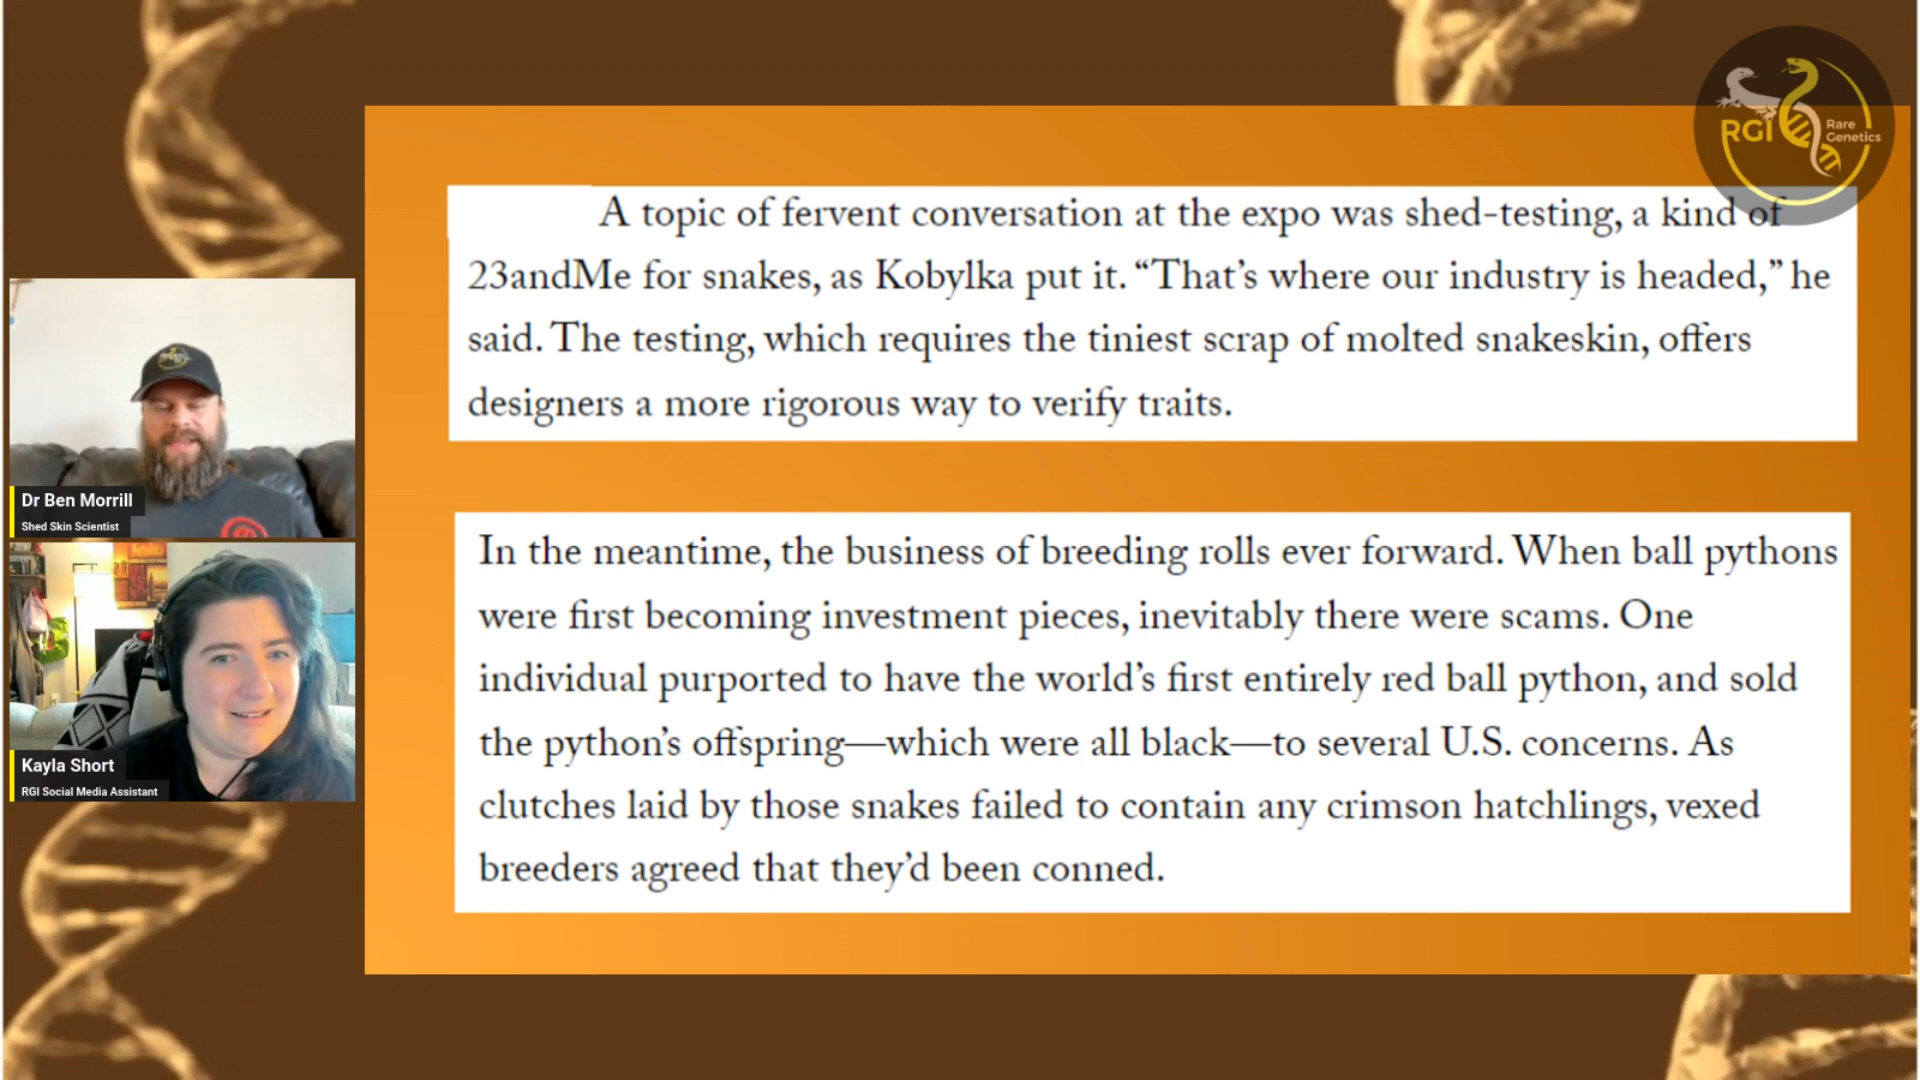 RGI Rare
Genetics
A topic of fervent conversation at the expo was shed-testing, a kind of
23andMe for snakes, as Kobylka put it. “That’s where our industry is headed,” he
said. The testing, which requires the tiniest scrap of molted snakeskin, offers
designers a more rigorous way to verify traits.
In the meantime, the business of breeding rolls ever forward. When ball pythons
were first becoming investment pieces, inevitably there were scams. One
individual purported to have the world’s first entirely red ball python, and sold
the python’s offspring—which were all black—to several U.S. concerns. As
clutches laid by those snakes failed to contain any crimson hatchlings, vexed
breeders agreed that they’d been conned.
Dr Ben Morrill
Shed Skin Scientist
Kayla Short
RGI Social Media Assistant